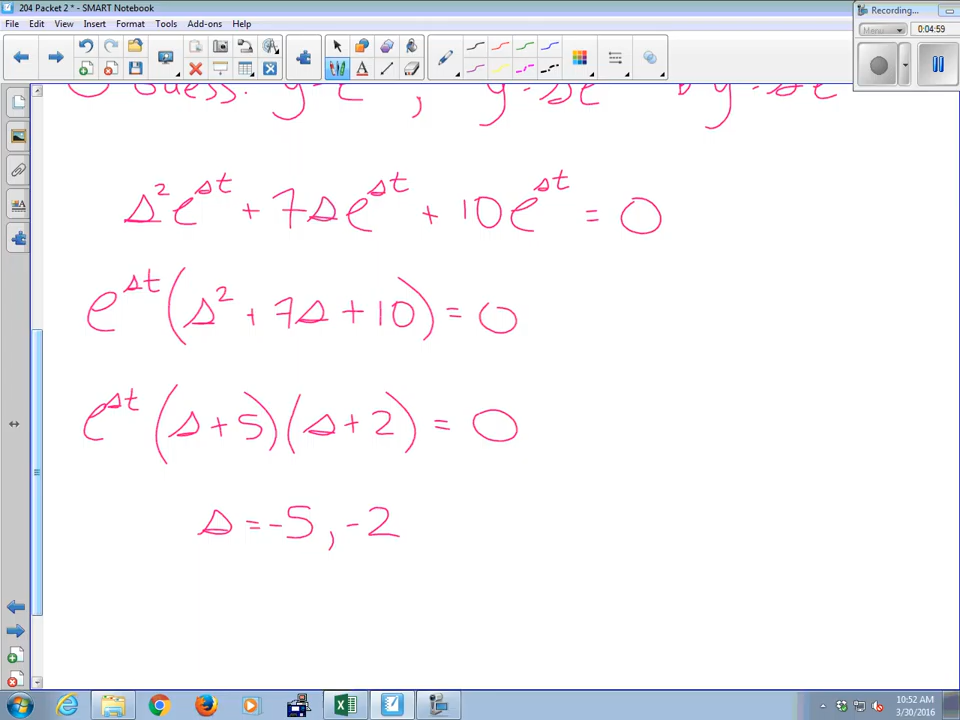 204 Packet 2 * - SMART Notebook
Recording...
File Edit View Insert Format Tools Add-ons Help
Menu
0:04:59
Guess:
s²e^{st} + 7se^{st} + 10e^{st} = 0
e^{st}(s² + 7s + 10) = 0
e^{st}(s+5)(s+2) = 0
s = -5, -2
10:52 AM
3/30/2016